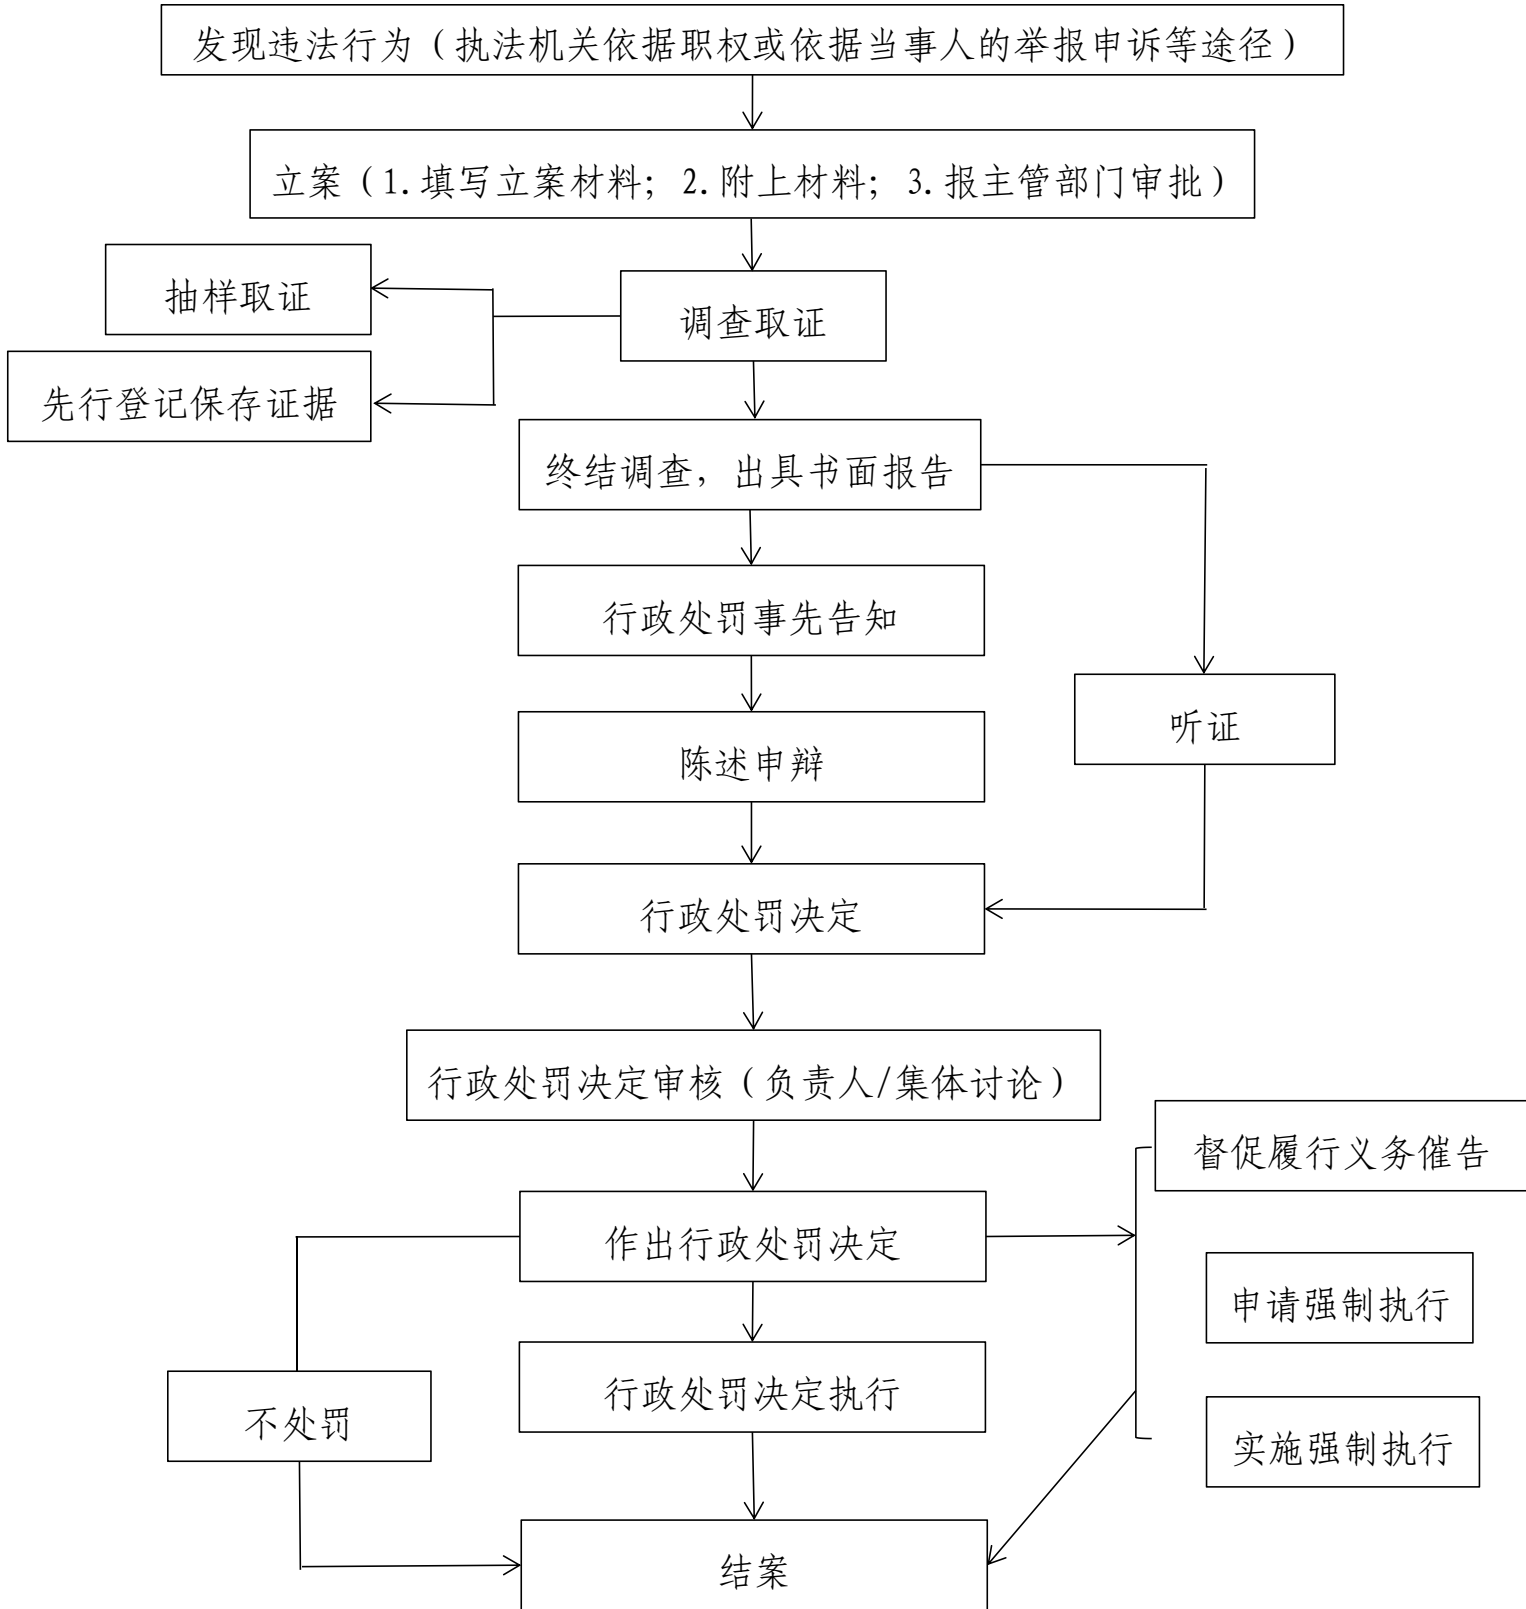 发现违法行为（执法机关依据职权或依据当事人的举报申诉等途径）
立案（1.填写立案材料；2.附上材料；3.报主管部门审批）
抽样取证
调查取证
先行登记保存证据
终结调查，出具书面报告
行政处罚事先告知
听证
陈述申辩
行政处罚决定
行政处罚决定审核（负责人/集体讨论）
督促履行义务催告
作出行政处罚决定
申请强制执行
行政处罚决定执行
不处罚
实施强制执行
结案